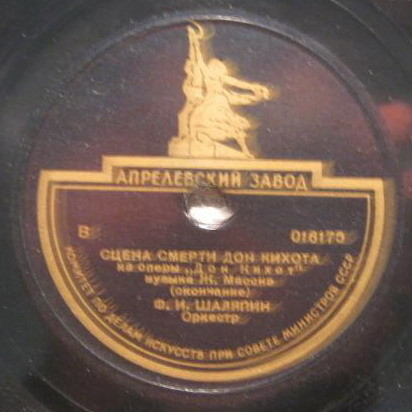 АПРЕЛЕВСКИЙ ЗАВОД
В 016173
СЦЕНА СМЕРТИ ДОН КИХОТА
из оперы „Дон Кихот"
музыка Ж. Массне
(окончание)
Ф. И. ШАЛЯПИН
Оркестр
КОМИТЕТ ПО ДЕЛАМ ИСКУССТВ ПРИ СОВЕТЕ МИНИСТРОВ СССР